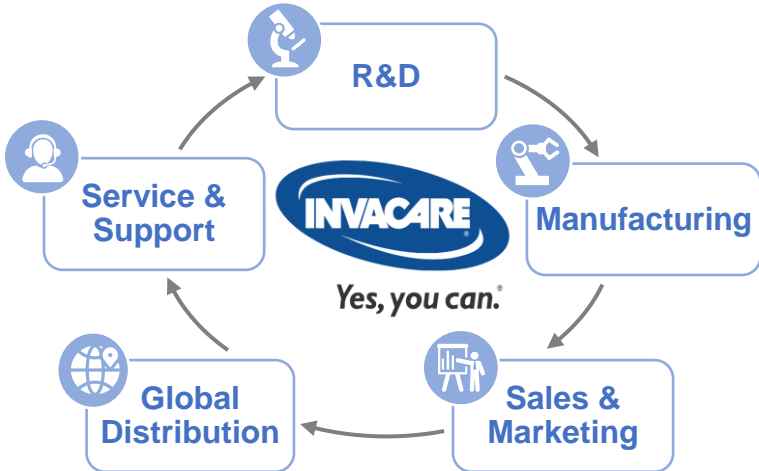 R&D
Manufacturing
Sales &
Marketing
Global
Distribution
Service &
Support
INVACARE®
Yes, you can.®